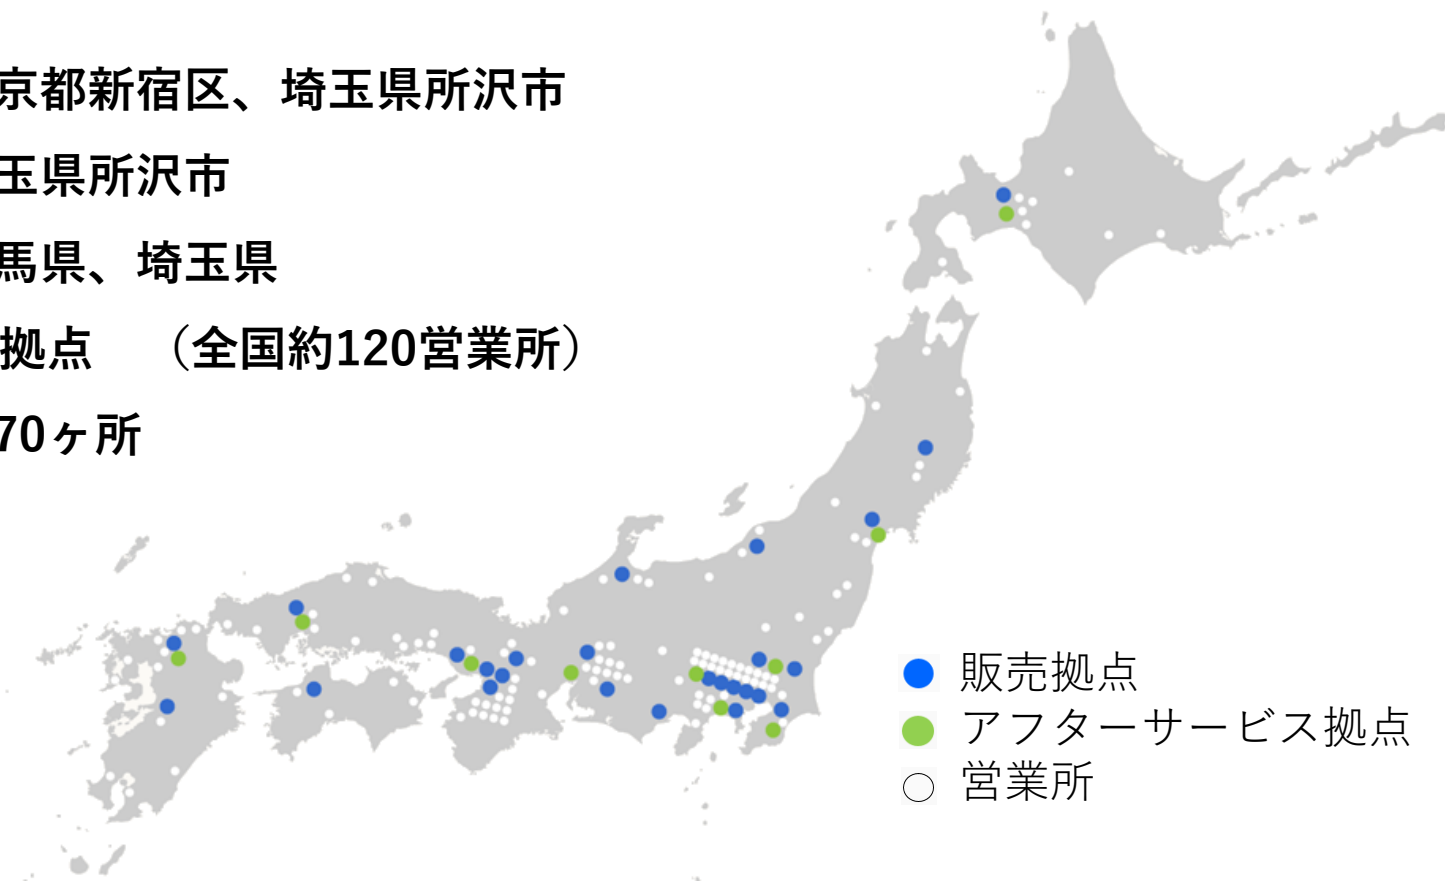 京都新宿区、埼玉県所沢市
玉県所沢市
馬県、埼玉県
拠点　（全国約120営業所）
70ヶ所
販売拠点
アフターサービス拠点
営業所